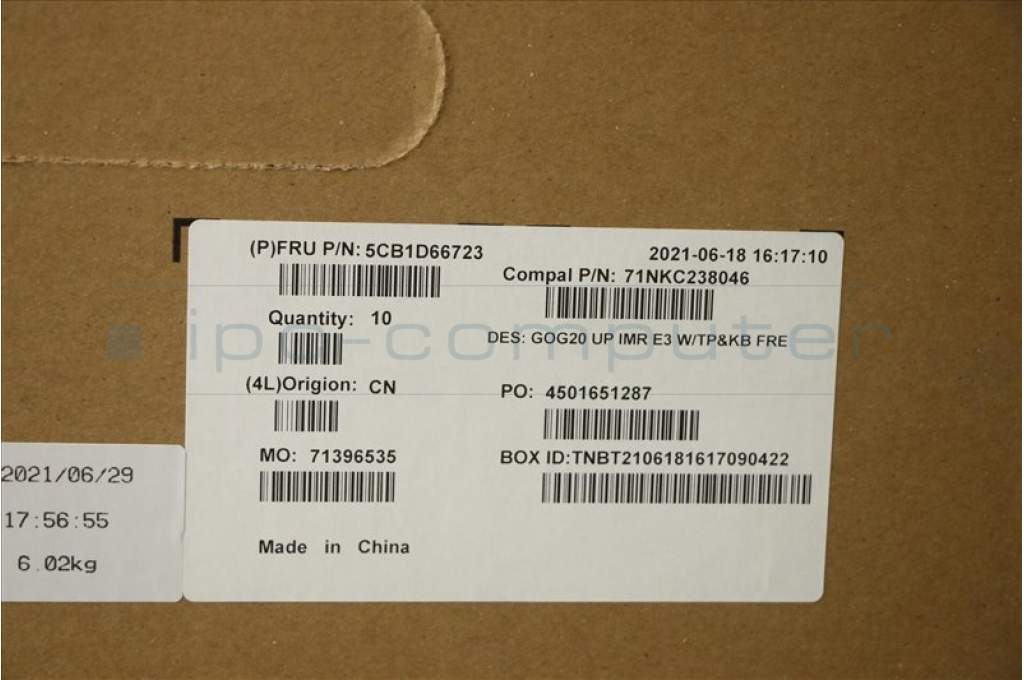 (P)FRU P/N: 5CB1D66723
2021-06-18 16:17:10
Compal P/N: 71NKC238046
Quantity: 10
DES: GOG20 UP IMR E3 W/TP&KB FRE
(4L)Origion: CN
PO: 4501651287
MO: 71396535
BOX ID:TNBT2106181617090422
Made in China
2021/06/29
17:56:55
6.02kg
ipc-computer